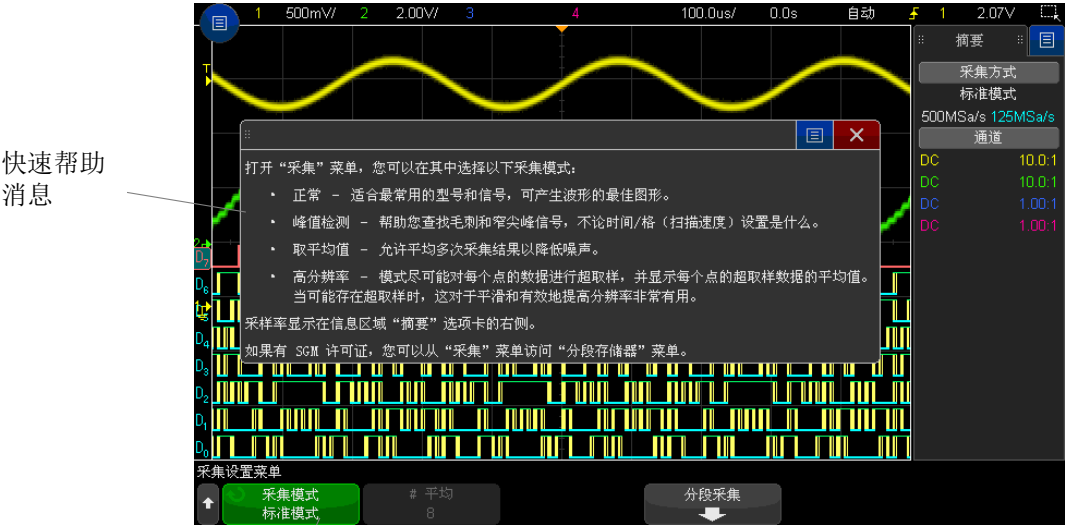 1 500mV/ 2 2.00V/ 3 4 100.0us/ 0.0s 自动 1 2.07V
摘要
采集方式
标准模式
500MSa/s 125MSa/s
通道
DC 10.0:1
DC 10.0:1
DC 1.00:1
DC 1.00:1
快速帮助
消息
打开“采集”菜单，您可以在其中选择以下采集模式:
• 正常 - 适合最常用的型号和信号，可产生波形的最佳图形。
• 峰值检测 - 帮助您查找毛刺和窄尖峰信号，不论时间/格（扫描速度）设置是什么。
• 取平均值 - 允许平均多次采集结果以降低噪声。
• 高分辨率 - 模式尽可能对每个点的数据进行超取样，并显示每个点的超取样数据的平均值。
当可能存在超取样时，这对于平滑和有效地提高分辨率非常有用。
采样率显示在信息区域“摘要”选项卡的右侧。
如果有 SGM 许可证，您可以从“采集”菜单访问“分段存储器”菜单。
T
2
D7
D6
D4
D3
D2
D1
D0
采集设置菜单
采集模式
标准模式
# 平均
8
分段采集